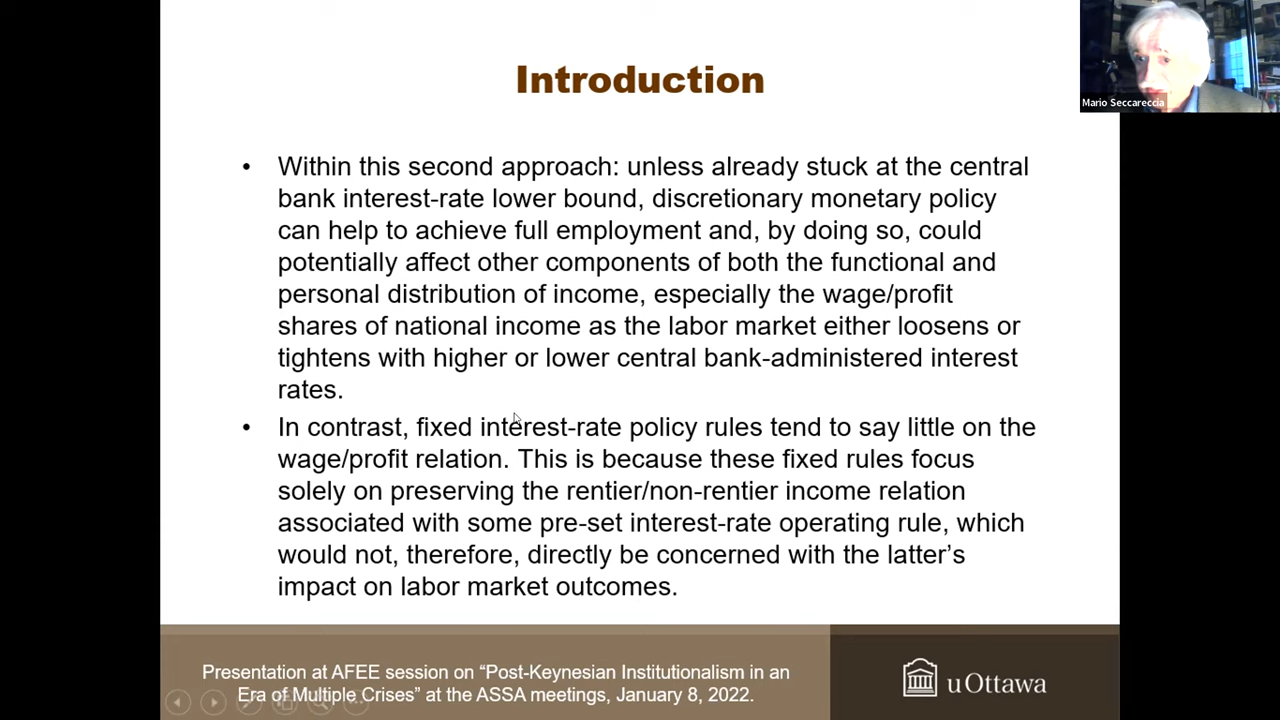 Introduction
Mario Seccareccia
• Within this second approach: unless already stuck at the central
bank interest-rate lower bound, discretionary monetary policy
can help to achieve full employment and, by doing so, could
potentially affect other components of both the functional and
personal distribution of income, especially the wage/profit
shares of national income as the labor market either loosens or
tightens with higher or lower central bank-administered interest
rates.
• In contrast, fixed interest-rate policy rules tend to say little on the
wage/profit relation. This is because these fixed rules focus
solely on preserving the rentier/non-rentier income relation
associated with some pre-set interest-rate operating rule, which
would not, therefore, directly be concerned with the latter’s
impact on labor market outcomes.
Presentation at AFEE session on “Post-Keynesian Institutionalism in an
Era of Multiple Crises” at the ASSA meetings, January 8, 2022.
uOttawa